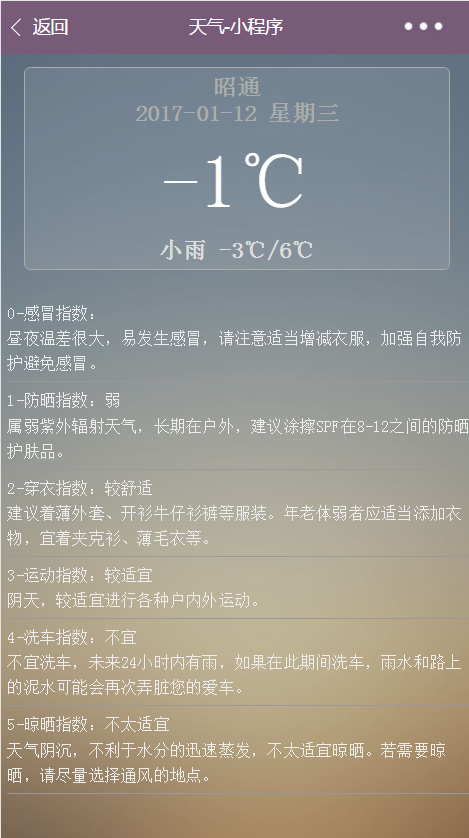 返回
天气-小程序
昭通
2017-01-12 星期三
-1℃
小雨 -3℃/6℃
0-感冒指数：
昼夜温差很大，易发生感冒，请注意适当增减衣服，加强自我防
护避免感冒。
1-防晒指数：弱
属弱紫外辐射天气，长期在户外，建议涂擦SPF在8-12之间的防晒
护肤品。
2-穿衣指数：较舒适
建议着薄外套、开衫牛仔衫裤等服装。年老体弱者应适当添加衣
物，宜着夹克衫、薄毛衣等。
3-运动指数：较适宜
阴天，较适宜进行各种户内外运动。
4-洗车指数：不宜
不宜洗车，未来24小时内有雨，如果在此期间洗车，雨水和路上
的泥水可能会再次弄脏您的爱车。
5-晾晒指数：不太适宜
天气阴沉，不利于水分的迅速蒸发，不太适宜晾晒。若需要晾
晒，请尽量选择通风的地点。